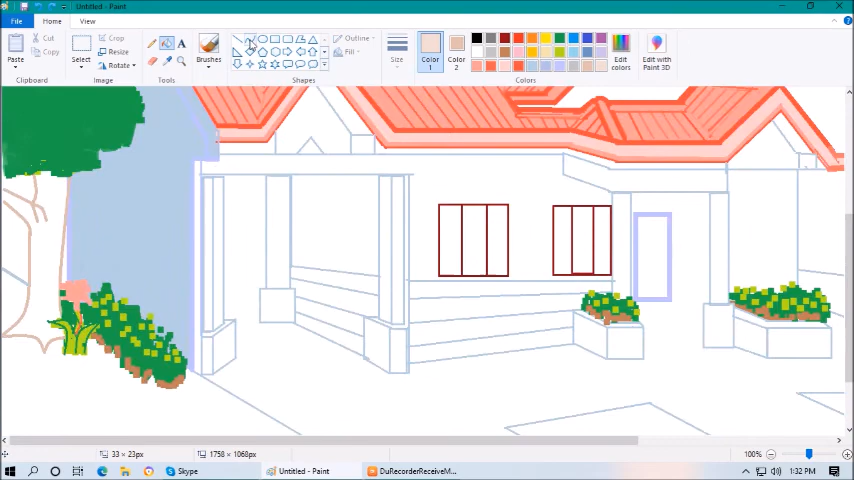 Untitled - Paint
File Home View
Paste
Cut
Copy
Clipboard
Select
Crop
Resize
Rotate
Image
A
Tools
Brushes
Shapes
Outline
Fill
Size
Color 1
Color 2
Colors
Edit colors
Edit with Paint 3D
33 × 23px
1758 × 1068px
100%
Skype
Untitled - Paint
DuRecorderReceiveM...
1:32 PM